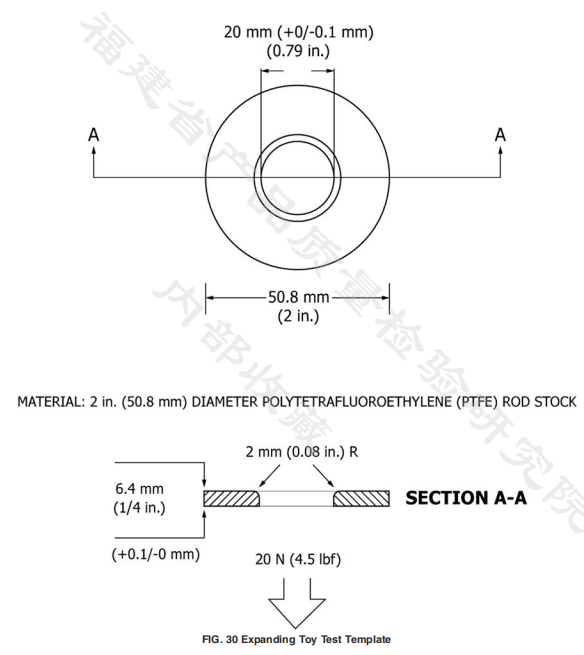 20 mm (+0/-0.1 mm)
(0.79 in.)
A
A
50.8 mm
(2 in.)
MATERIAL: 2 in. (50.8 mm) DIAMETER POLYTETRAFLUOROETHYLENE (PTFE) ROD STOCK
2 mm (0.08 in.) R
6.4 mm
(1/4 in.)
SECTION A-A
(+0.1/-0 mm)
20 N (4.5 lbf)
FIG. 30 Expanding Toy Test Template
福建省产品质量检验研究院
内部收藏